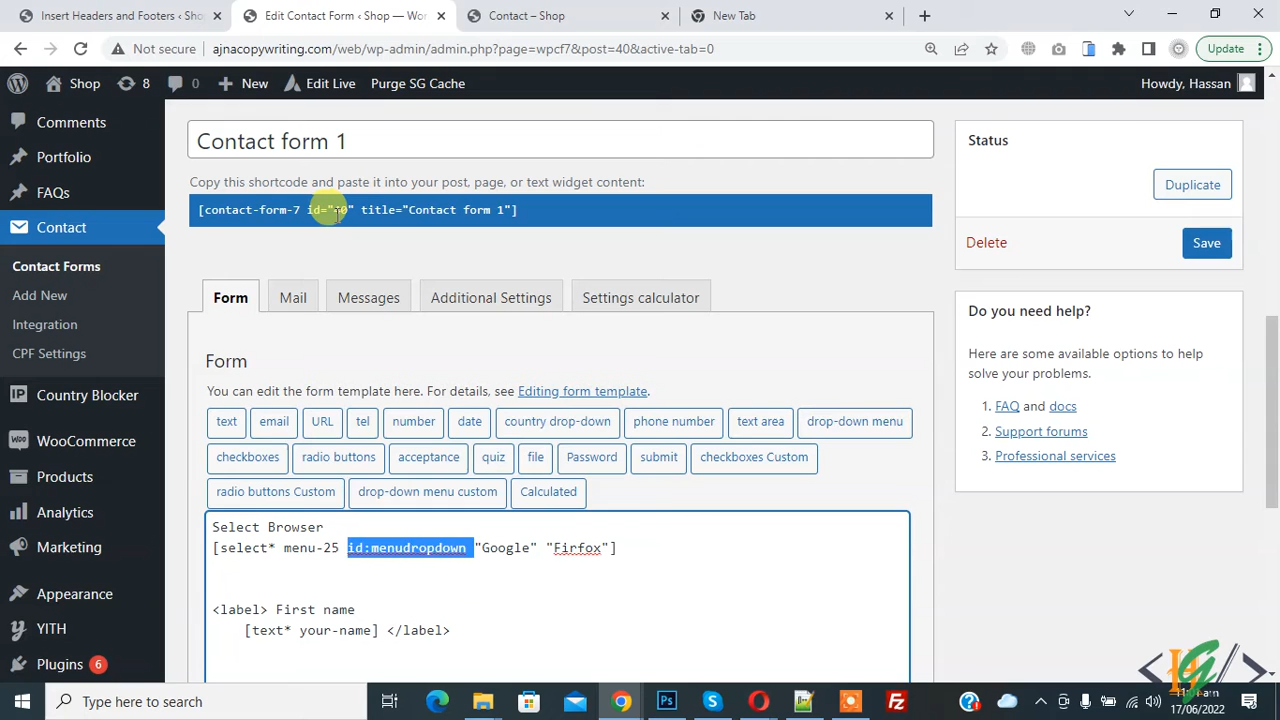 Insert Headers and Footers ‹ Shop
Edit Contact Form ‹ Shop — Wor
Contact – Shop
New Tab
Not secure
ajnacopywriting.com/web/wp-admin/admin.php?page=wpcf7&post=40&active-tab=0
Update
Shop
8
0
New
Edit Live
Purge SG Cache
Howdy, Hassan
Comments
Portfolio
FAQs
Contact
Contact Forms
Add New
Integration
CPF Settings
Country Blocker
WooCommerce
Products
Analytics
Marketing
Appearance
YITH
Plugins 6
Contact form 1
Copy this shortcode and paste it into your post, page, or text widget content:
[contact-form-7 id="40" title="Contact form 1"]
Form
Mail
Messages
Additional Settings
Settings calculator
Form
You can edit the form template here. For details, see Editing form template.
text
email
URL
tel
number
date
country drop-down
phone number
text area
drop-down menu
checkboxes
radio buttons
acceptance
quiz
file
Password
submit
checkboxes Custom
radio buttons Custom
drop-down menu custom
Calculated
Select Browser
[select* menu-25 id:menudropdown "Google" "Firfox"]
<label> First name
[text* your-name] </label>
Status
Duplicate
Delete
Save
Do you need help?
Here are some available options to help
solve your problems.
1. FAQ and docs
2. Support forums
3. Professional services
Type here to search
17/06/2022